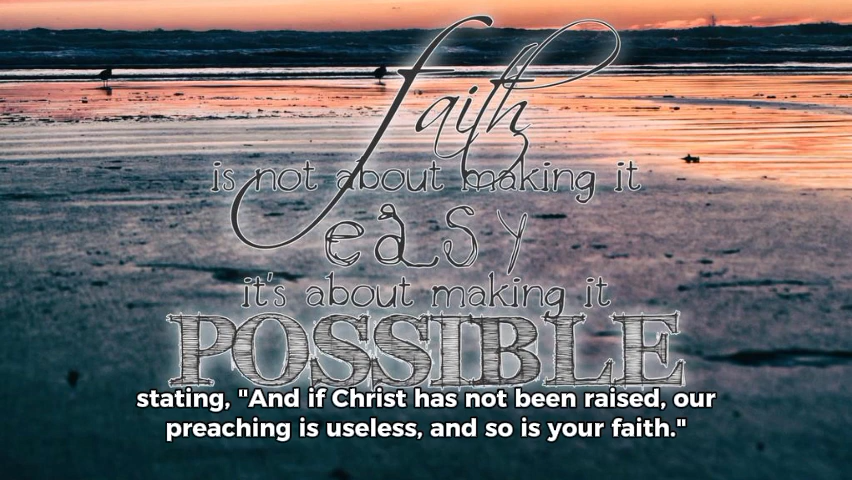 faith
is not about making it
easy
it's about making it
POSSIBLE
stating, "And if Christ has not been raised, our
preaching is useless, and so is your faith."